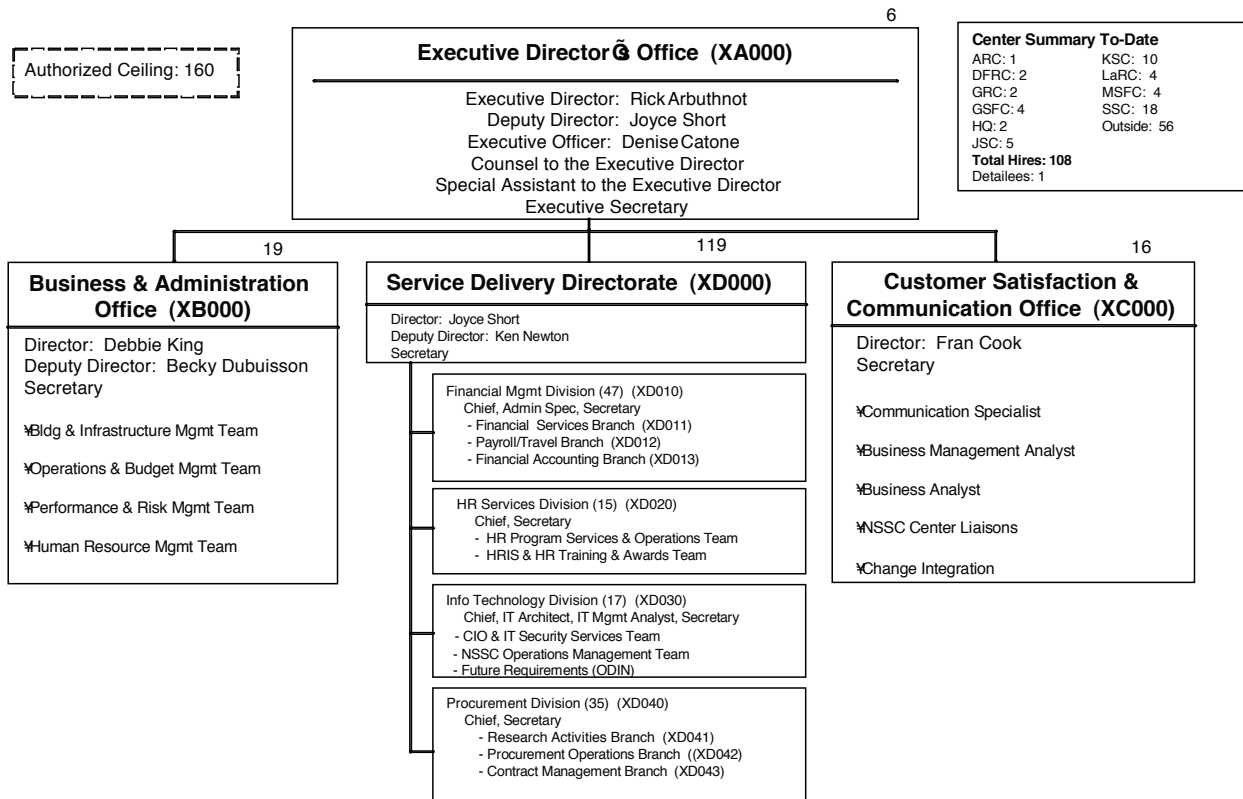 6
Authorized Ceiling: 160
Executive DirectorÕs Office (XA000)
Executive Director: Rick Arbuthnot
Deputy Director: Joyce Short
Executive Officer: Denise Catone
Counsel to the Executive Director
Special Assistant to the Executive Director
Executive Secretary
Center Summary To-Date
ARC: 1 KSC: 10
DFRC: 2 LaRC: 4
GRC: 2 MSFC: 4
GSFC: 4 SSC: 18
HQ: 2 Outside: 56
JSC: 5
Total Hires: 108
Detailees: 1
19
Business & Administration
Office (XB000)
Director: Debbie King
Deputy Director: Becky Dubuisson
Secretary
¥Bldg & Infrastructure Mgmt Team
¥Operations & Budget Mgmt Team
¥Performance & Risk Mgmt Team
¥Human Resource Mgmt Team
119
Service Delivery Directorate (XD000)
Director: Joyce Short
Deputy Director: Ken Newton
Secretary
Financial Mgmt Division (47) (XD010)
Chief, Admin Spec, Secretary
- Financial Services Branch (XD011)
- Payroll/Travel Branch (XD012)
- Financial Accounting Branch (XD013)
HR Services Division (15) (XD020)
Chief, Secretary
- HR Program Services & Operations Team
- HRIS & HR Training & Awards Team
Info Technology Division (17) (XD030)
Chief, IT Architect, IT Mgmt Analyst, Secretary
- CIO & IT Security Services Team
- NSSC Operations Management Team
- Future Requirements (ODIN)
Procurement Division (35) (XD040)
Chief, Secretary
- Research Activities Branch (XD041)
- Procurement Operations Branch ((XD042)
- Contract Management Branch (XD043)
16
Customer Satisfaction &
Communication Office (XC000)
Director: Fran Cook
Secretary
¥Communication Specialist
¥Business Management Analyst
¥Business Analyst
¥NSSC Center Liaisons
¥Change Integration